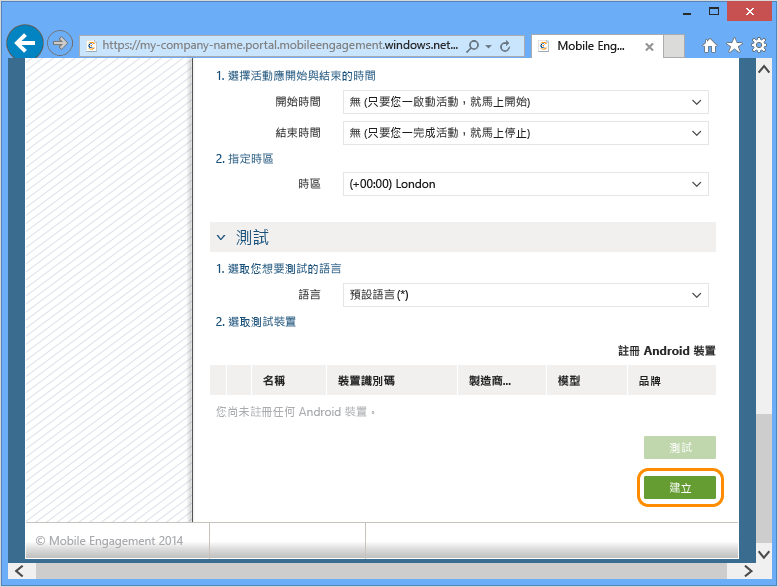 https://my-company-name.portal.mobileengagement.windows.net...
Mobile Eng...
1. 選擇活動應開始與結束的時間
開始時間 無 (只要您一啟動活動，就馬上開始)
結束時間 無 (只要您一完成活動，就馬上停止)
2. 指定時區
時區 (+00:00) London
測試
1. 選取您想要測試的語言
語言 預設語言 (*)
2. 選取測試裝置
註冊 Android 裝置
名稱 裝置識別碼 製造商... 模型 品牌
您尚未註冊任何 Android 裝置。
測試
建立
© Mobile Engagement 2014